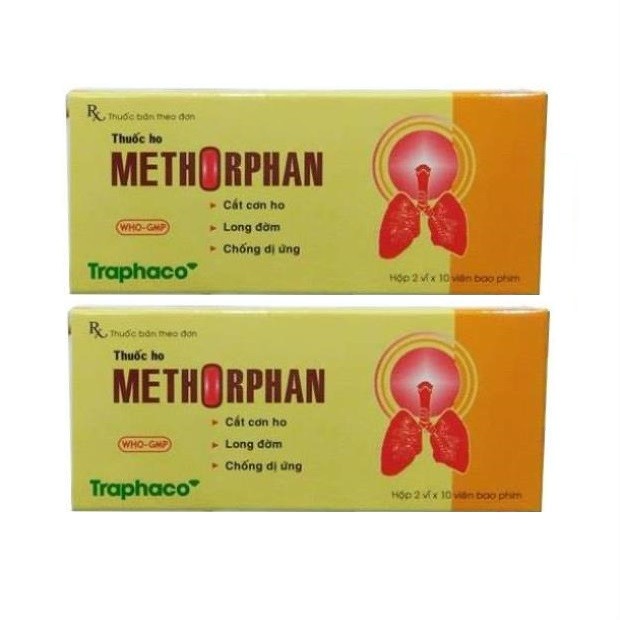 Rx Thuốc bán theo đơn
Thuốc ho
METHORPHAN
Cắt cơn ho
WHO-GMP
Long đờm
Chống dị ứng
Traphaco
Hộp 2 vỉ x 10 viên bao phim
Rx Thuốc bán theo đơn
Thuốc ho
METHORPHAN
Cắt cơn ho
WHO-GMP
Long đờm
Chống dị ứng
Traphaco
Hộp 2 vỉ x 10 viên bao phim